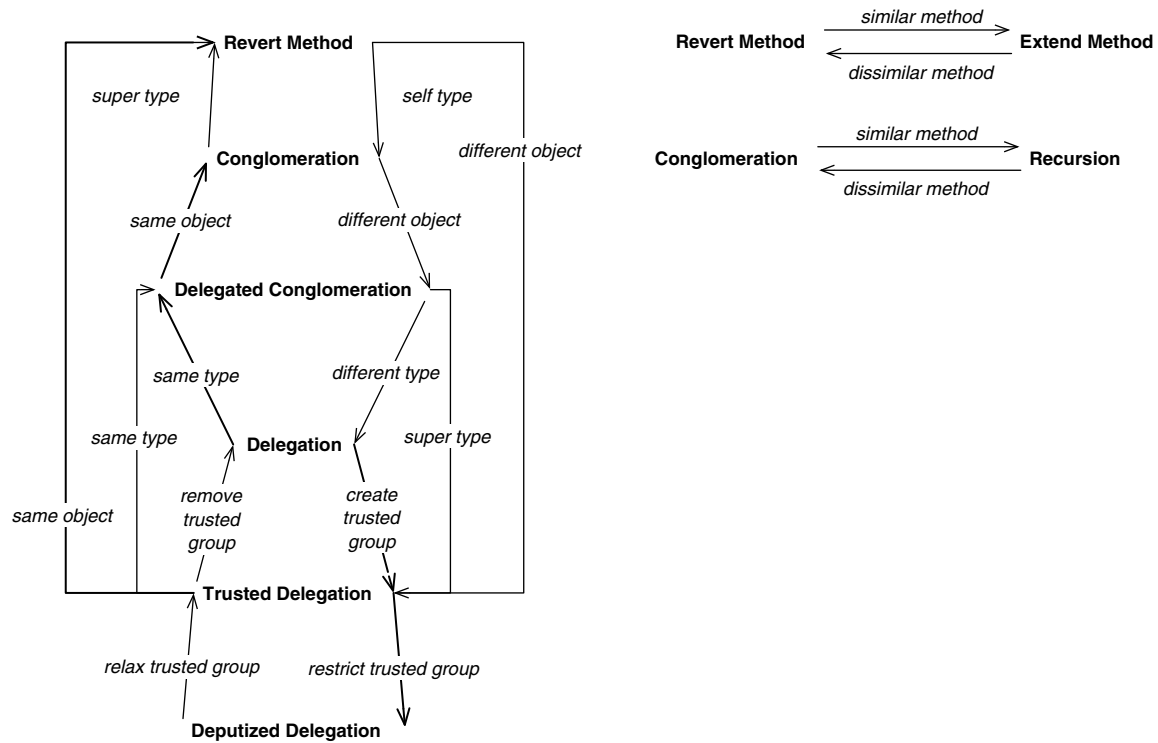 Revert Method
super type
self type
different object
Conglomeration
same object
different object
Delegated Conglomeration
same type
different type
same type
super type
Delegation
remove
trusted
group
create
trusted
group
same object
Trusted Delegation
relax trusted group
restrict trusted group
Deputized Delegation
similar method
Revert Method
Extend Method
dissimilar method
similar method
Conglomeration
Recursion
dissimilar method